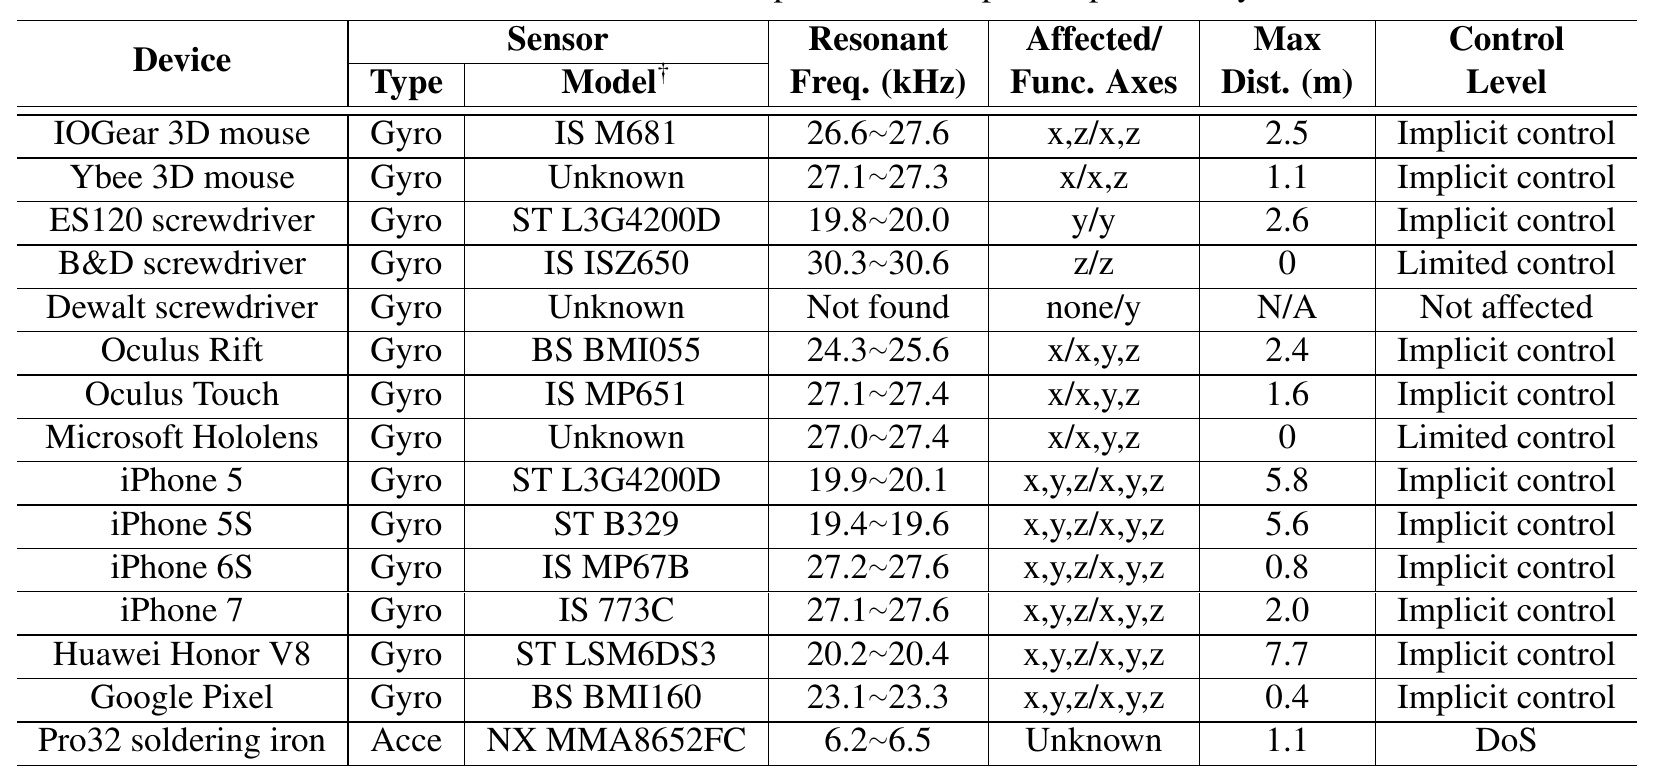 Device Sensor Resonant Affected/ Max Control
Type Model† Freq. (kHz) Func. Axes Dist. (m) Level
IOGear 3D mouse Gyro IS M681 26.6~27.6 x,z/x,z 2.5 Implicit control
Ybee 3D mouse Gyro Unknown 27.1~27.3 x/x,z 1.1 Implicit control
ES120 screwdriver Gyro ST L3G4200D 19.8~20.0 y/y 2.6 Implicit control
B&D screwdriver Gyro IS ISZ650 30.3~30.6 z/z 0 Limited control
Dewalt screwdriver Gyro Unknown Not found none/y N/A Not affected
Oculus Rift Gyro BS BMI055 24.3~25.6 x/x,y,z 2.4 Implicit control
Oculus Touch Gyro IS MP651 27.1~27.4 x/x,y,z 1.6 Implicit control
Microsoft Hololens Gyro Unknown 27.0~27.4 x/x,y,z 0 Limited control
iPhone 5 Gyro ST L3G4200D 19.9~20.1 x,y,z/x,y,z 5.8 Implicit control
iPhone 5S Gyro ST B329 19.4~19.6 x,y,z/x,y,z 5.6 Implicit control
iPhone 6S Gyro IS MP67B 27.2~27.6 x,y,z/x,y,z 0.8 Implicit control
iPhone 7 Gyro IS 773C 27.1~27.6 x,y,z/x,y,z 2.0 Implicit control
Huawei Honor V8 Gyro ST LSM6DS3 20.2~20.4 x,y,z/x,y,z 7.7 Implicit control
Google Pixel Gyro BS BMI160 23.1~23.3 x,y,z/x,y,z 0.4 Implicit control
Pro32 soldering iron Acce NX MMA8652FC 6.2~6.5 Unknown 1.1 DoS